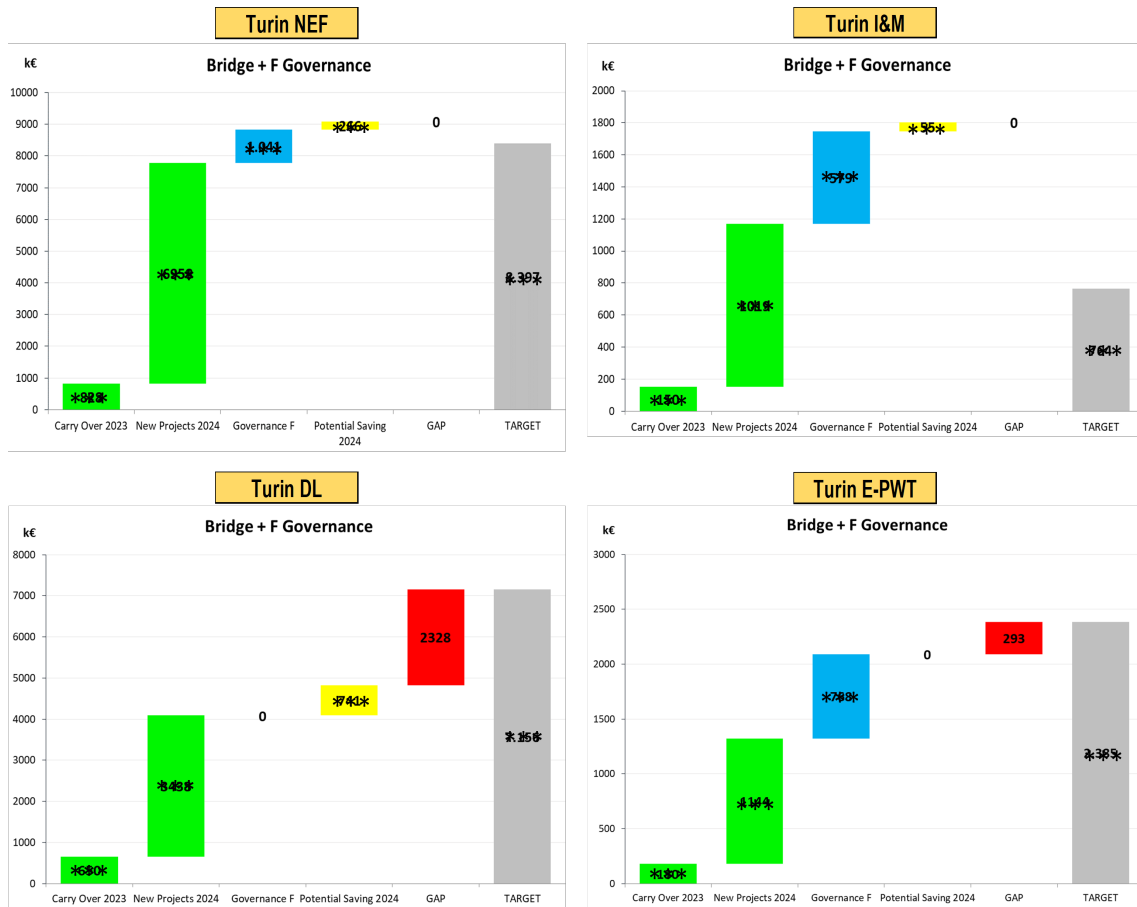 Turin NEF
k€
Bridge + F Governance
10000
9000
8000
7000
6000
5000
4000
3000
2000
1000
0
0
Carry Over 2023
New Projects 2024
Governance F
Potential Saving
2024
GAP
TARGET
Turin I&M
k€
Bridge + F Governance
2000
1800
1600
1400
1200
1000
800
600
400
200
0
0
Carry Over 2023
New Projects 2024
Governance F
Potential Saving 2024
GAP
TARGET
Turin DL
k€
Bridge + F Governance
8000
7000
6000
5000
4000
3000
2000
1000
0
0
2328
Carry Over 2023
New Projects 2024
Governance F
Potential Saving 2024
GAP
TARGET
Turin E-PWT
k€
Bridge + F Governance
3000
2500
2000
1500
1000
500
0
0
293
Carry Over 2023
New Projects 2024
Governance F
Potential Saving 2024
GAP
TARGET